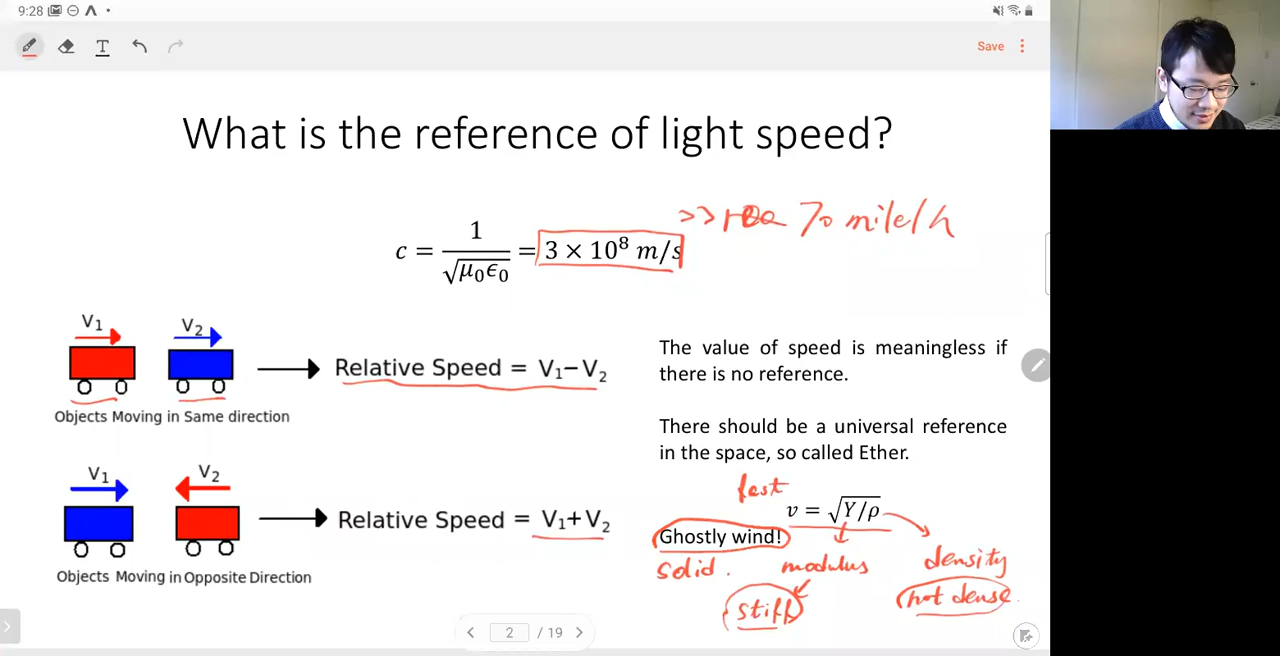 9:28
Save
What is the reference of light speed?
c = 1/√μ₀ϵ₀ = 3 × 10⁸ m/s
>> 70 mile/h
V₁ V₂
Relative Speed = V₁−V₂
Objects Moving in Same direction
The value of speed is meaningless if
there is no reference.
There should be a universal reference
in the space, so called Ether.
V₁ V₂
Relative Speed = V₁+V₂
Objects Moving in Opposite Direction
fast
v = √Y/ρ
Ghostly wind!
solid.
modulus
density
stiff
not dense.
2 / 19